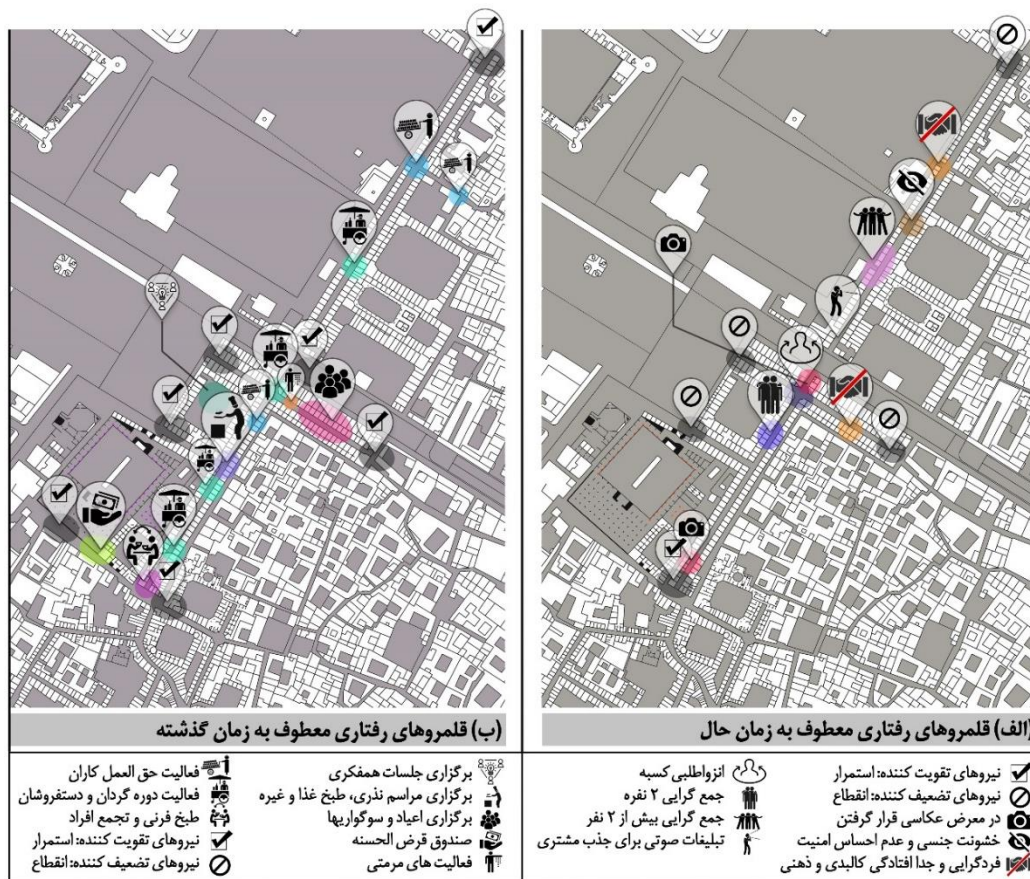 (الف) قلمروهای رفتاری معطوف به زمان حال
(ب) قلمروهای رفتاری معطوف به زمان گذشته
نیروهای تقویت کننده: استمرار
نیروهای تضعیف کننده: انقطاع
در معرض عکاسی قرار گرفتن
خشونت جنسی و عدم احساس امنیت
فردگرایی و جدا افتادگی کالبدی و ذهنی
انزواطلبی کسبه
جمع گرایی ۲ نفره
جمع گرایی بیش از ۲ نفر
تبلیغات صوتی برای جذب مشتری
برگزاری جلسات همفکری
برگزاری مراسم نذری، طبخ غذا و غیره
برگزاری اعیاد و سوگواریها
صندوق قرض الحسنه
فعالیت های مرمتی
فعالیت حق العمل کاران
فعالیت دوره گردان و دستفروشان
طبخ فرنی و تجمع افراد
نیروهای تقویت کننده: استمرار
نیروهای تضعیف کننده: انقطاع